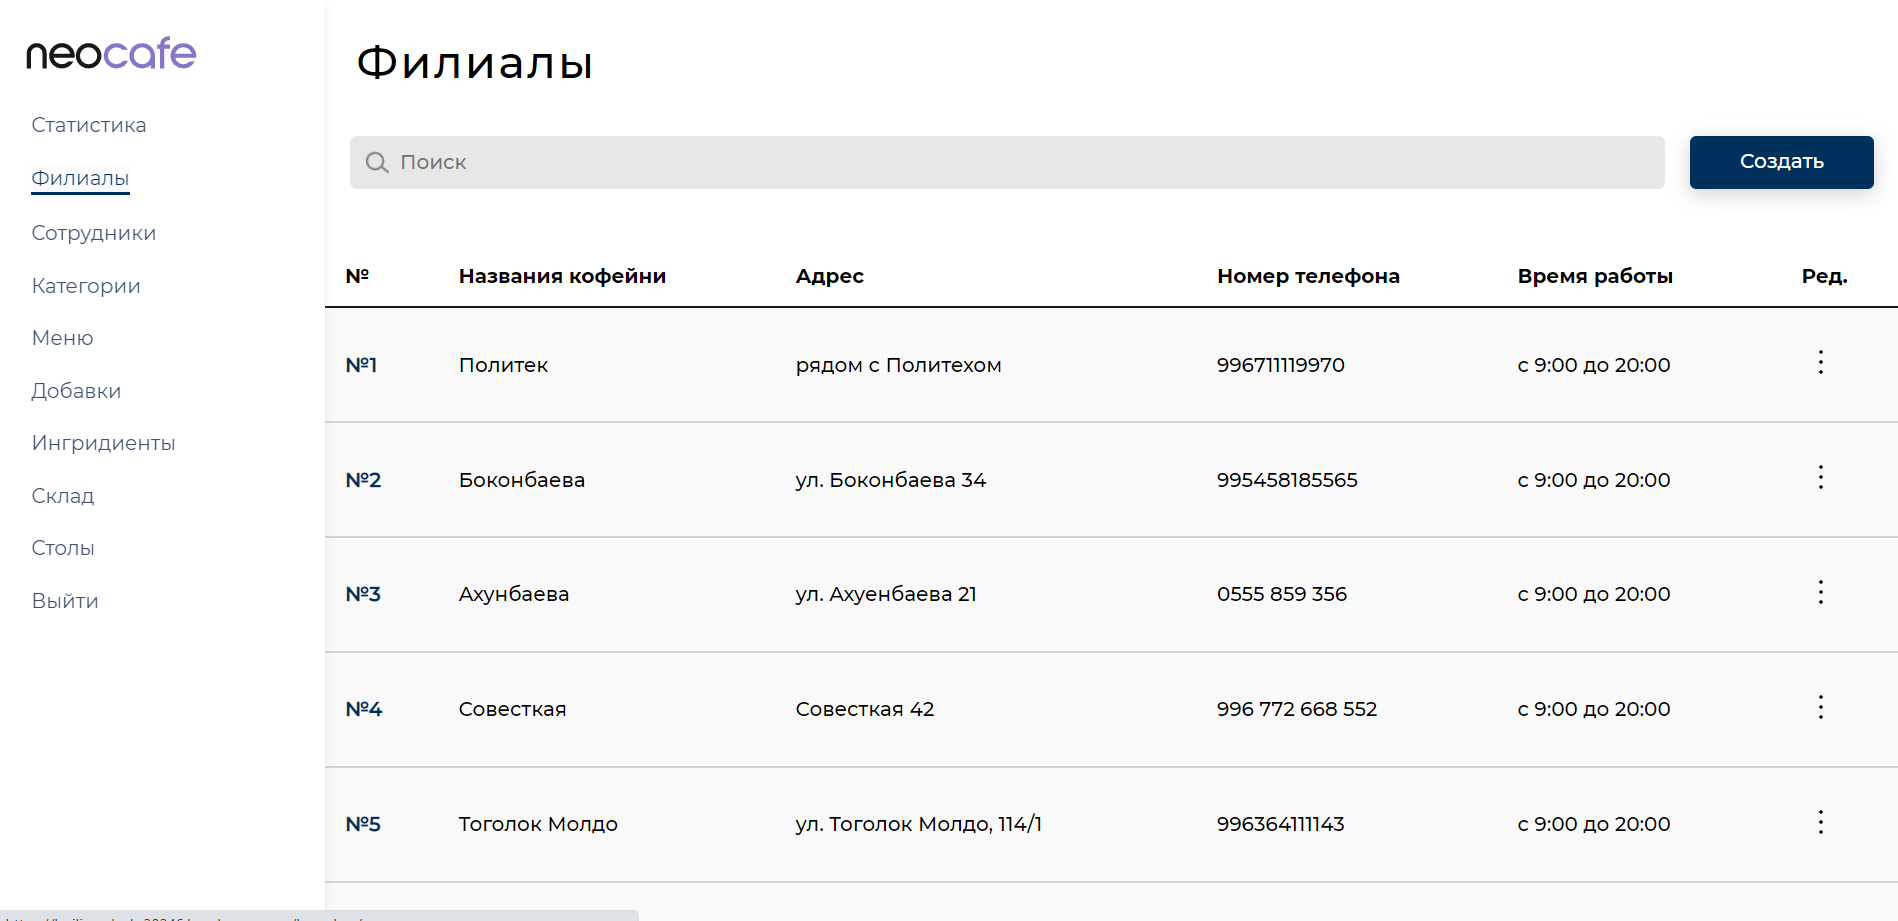 neocafe
Статистика
Филиалы
Сотрудники
Категории
Меню
Добавки
Ингридиенты
Склад
Столы
Выйти
Филиалы
Поиск
Создать
№ Названия кофейни Адрес Номер телефона Время работы Ред.
№1 Политек рядом с Политехом 996711119970 с 9:00 до 20:00
№2 Боконбаева ул. Боконбаева 34 995458185565 с 9:00 до 20:00
№3 Ахунбаева ул. Ахуенбаева 21 0555 859 356 с 9:00 до 20:00
№4 Совесткая Совесткая 42 996 772 668 552 с 9:00 до 20:00
№5 Тоголок Молдо ул. Тоголок Молдо, 114/1 996364111143 с 9:00 до 20:00